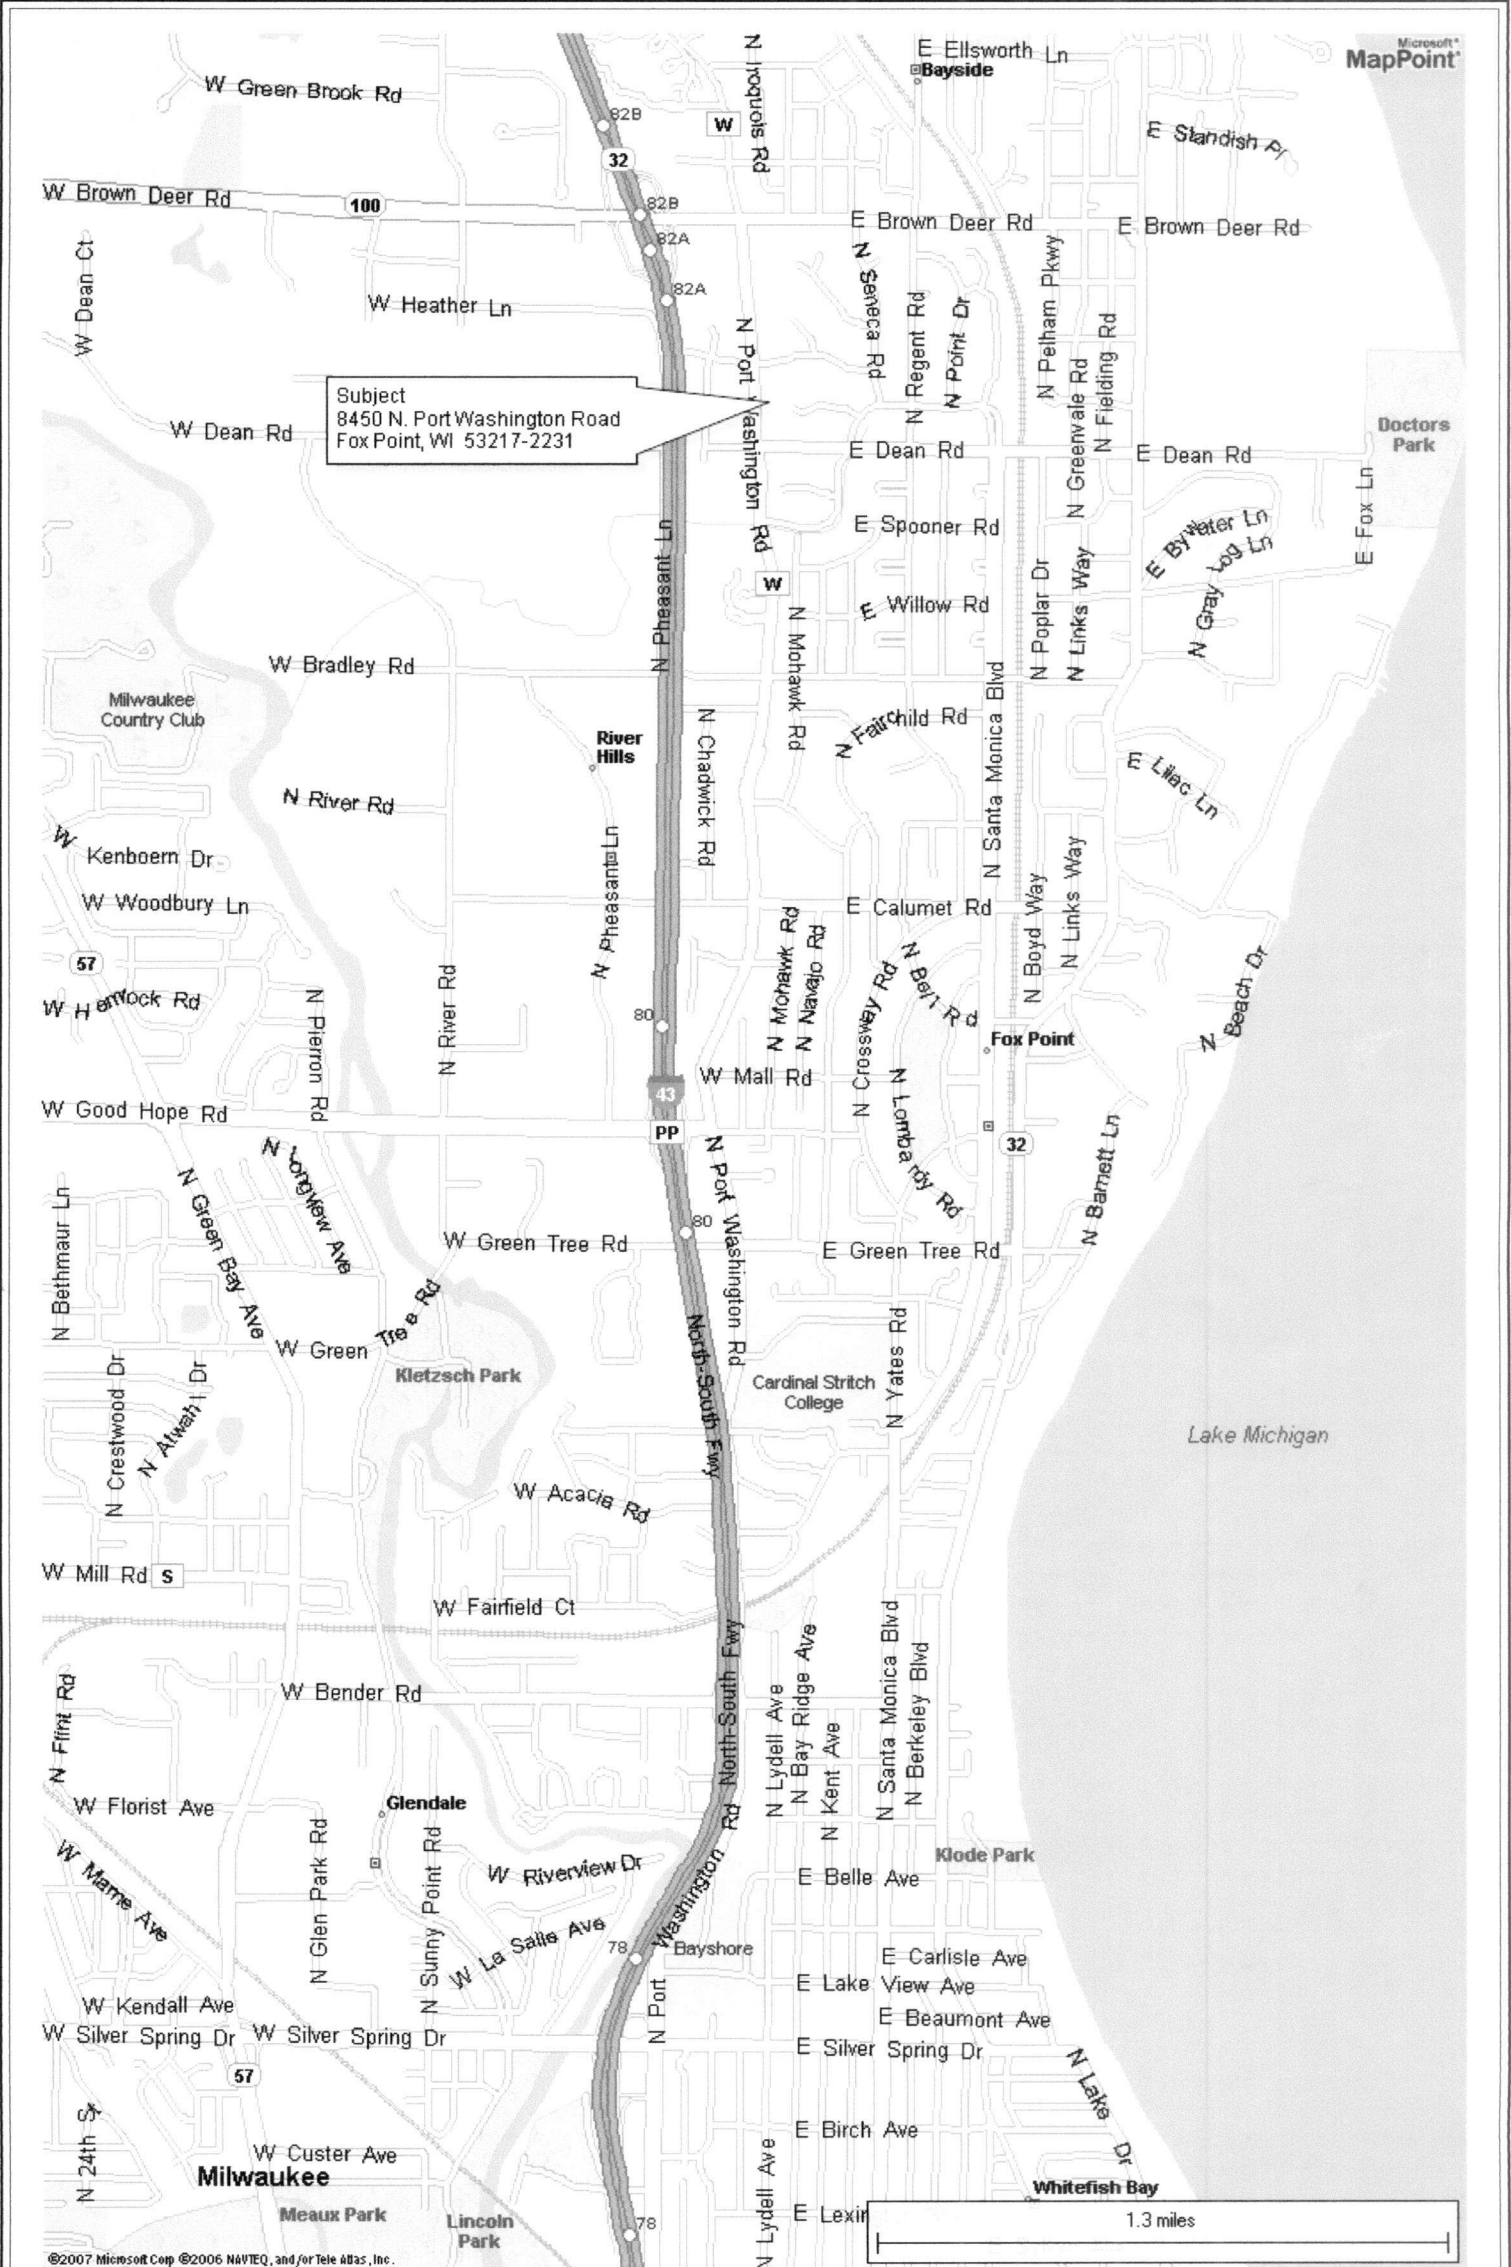 Microsoft®
MapPoint®
E Ellsworth Ln
Bayside
N Iroquois Rd
W Green Brook Rd
82B
W
E Standish Pl
32
W Brown Deer Rd
100
82B
E Brown Deer Rd
E Brown Deer Rd
82A
W Dean Ct
N Seneca Rd
N Pelham Pkwy
82A
W Heather Ln
N Regent Rd
N Point Dr
N Fielding Rd
N Port Washington Rd
N Greenvale Rd
Subject
8450 N. Port Washington Road
Fox Point, WI 53217-2231
W Dean Rd
Doctors
Park
E Dean Rd
E Dean Rd
E Fox Ln
E Spooner Rd
E Bywater Ln
N Gray Log Ln
N Pheasant Ln
W
N Poplar Dr
N Links Way
E Willow Rd
N Mohawk Rd
W Bradley Rd
Milwaukee
Country Club
N Santa Monica Blvd
N Fairchild Rd
River
Hills
N Chadwick Rd
E Lilac Ln
N River Rd
W Kenboern Dr
N Pheasant Ln
W Woodbury Ln
E Calumet Rd
N Boyd Way
N Links Way
N Mohawk Rd
N Navajo Rd
57
N Bell Rd
N Beach Dr
W Hemlock Rd
N Pierron Rd
N River Rd
80
N Crossway Rd
Fox Point
43
W Mall Rd
N Lombardy Rd
W Good Hope Rd
PP
32
N Longview Ave
N Port Washington Rd
N Barnett Ln
N Green Bay Ave
N Bethmaur Ln
80
W Green Tree Rd
E Green Tree Rd
W Green Tree Rd
North-South Fwy
N Yates Rd
Kletzsch Park
Cardinal Stritch
College
N Crestwood Dr
N Atwahl Dr
Lake Michigan
W Acacia Rd
W Mill Rd
S
W Fairfield Ct
North-South Fwy
N Bay Ridge Ave
N Santa Monica Blvd
N Berkeley Blvd
N Flint Rd
W Bender Rd
N Lydell Ave
N Kent Ave
W Florist Ave
Glendale
N Port Washington Rd
W Marne Ave
N Glen Park Rd
N Sunny Point Rd
W Riverview Dr
Klode Park
E Belle Ave
W La Salle Ave
78
Bayshore
E Carlisle Ave
E Lake View Ave
W Kendall Ave
E Beaumont Ave
W Silver Spring Dr
W Silver Spring Dr
E Silver Spring Dr
57
N Lake Dr
N 24th St
E Birch Ave
W Custer Ave
Milwaukee
N Lydell Ave
Whitefish Bay
Meaux Park
Lincoln
Park
78
E Lexin
1.3 miles
©2007 Microsoft Corp ©2006 NAVTEQ, and/or Tele Atlas, Inc.